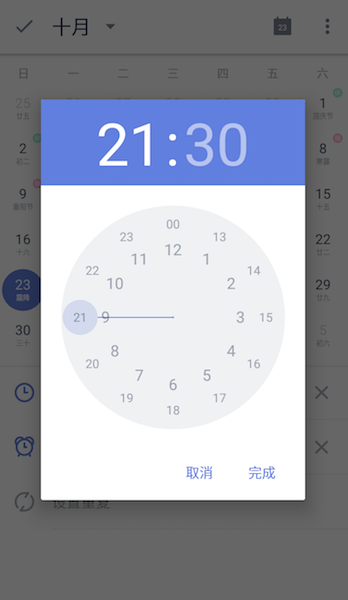 十月
23
日 一 二 三 四 五 六
25
廿五
1
国庆节
2
初二
8
寒露
9
重阳节
15
十五
16
十六
22
廿二
23
霜降
29
廿九
30
三十
5
初六
21:30
00
23 13
12
11 1
22 14
10 2
21 9 3 15
8 4
20 16
7 5
6
19 17
18
取消 完成
设置重复